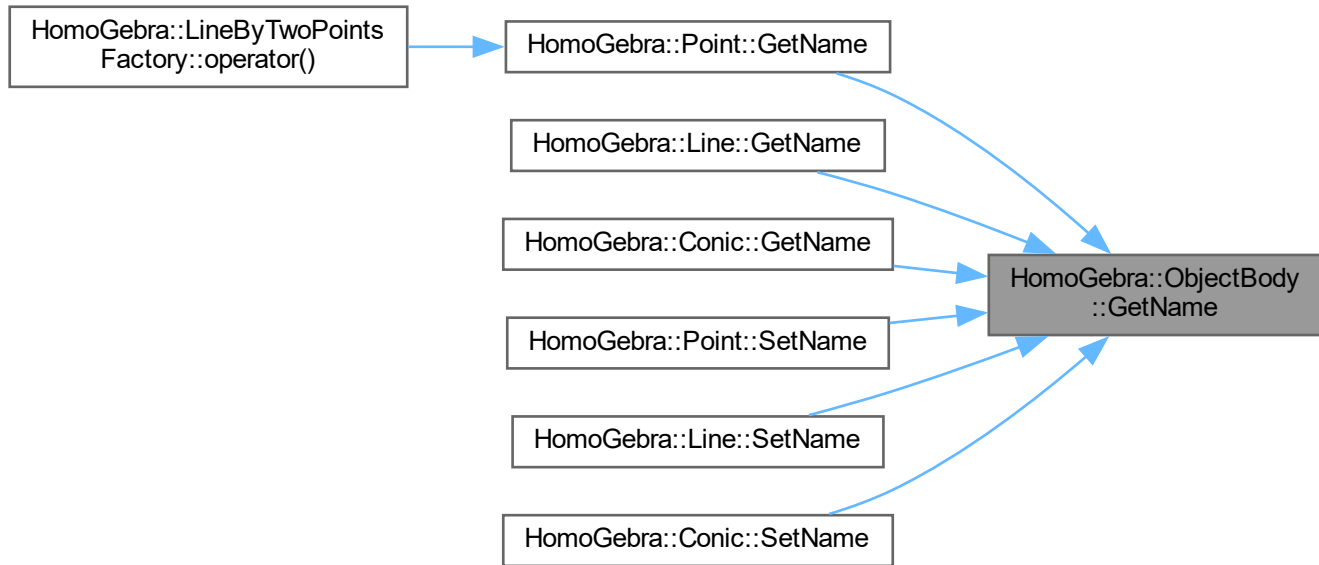 HomoGebra::LineByTwoPoints
Factory::operator()
HomoGebra::Point::GetName
HomoGebra::Line::GetName
HomoGebra::Conic::GetName
HomoGebra::Point::SetName
HomoGebra::Line::SetName
HomoGebra::Conic::SetName
HomoGebra::ObjectBody
::GetName